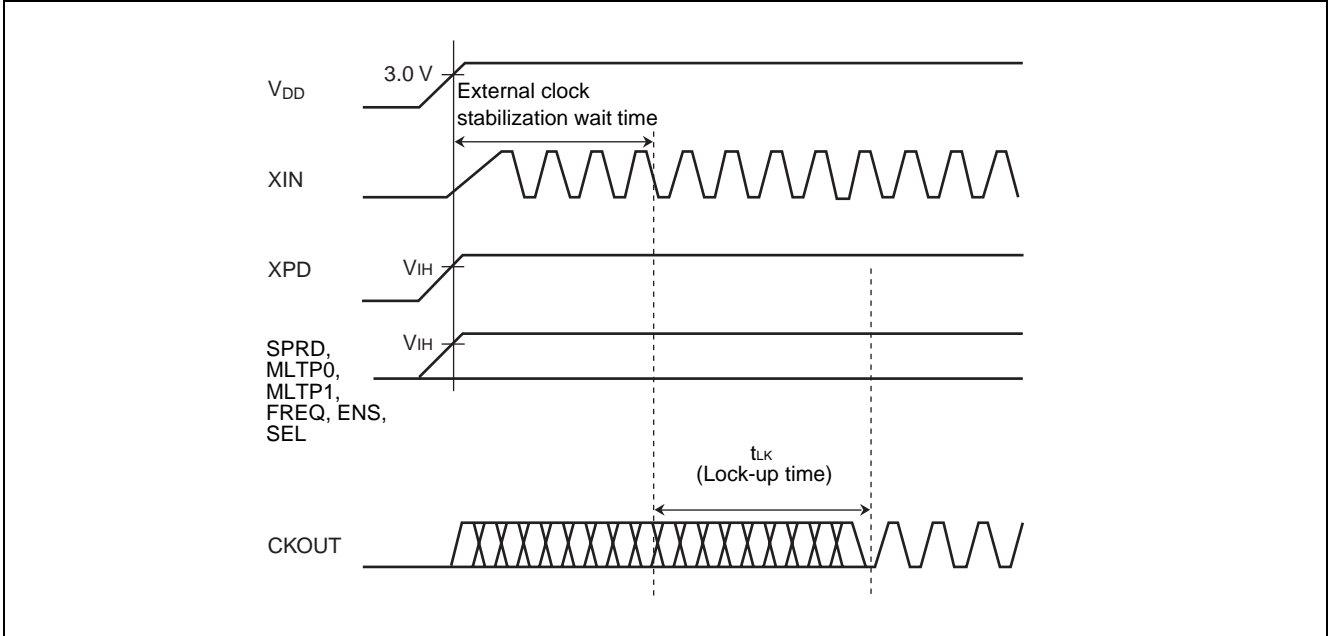 3.0 V
VDD
External clock
stabilization wait time
XIN
VIH
XPD
VIH
SPRD,
MLTP0,
MLTP1,
FREQ, ENS,
SEL
tLK
(Lock-up time)
CKOUT